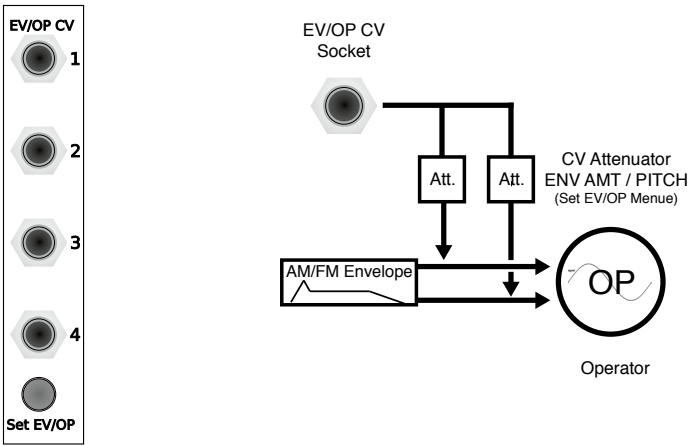 EV/OP CV
1
2
3
4
Set EV/OP
EV/OP CV
Socket
Att.
Att.
CV Attenuator
ENV AMT / PITCH
(Set EV/OP Menue)
AM/FM Envelope
OP
Operator